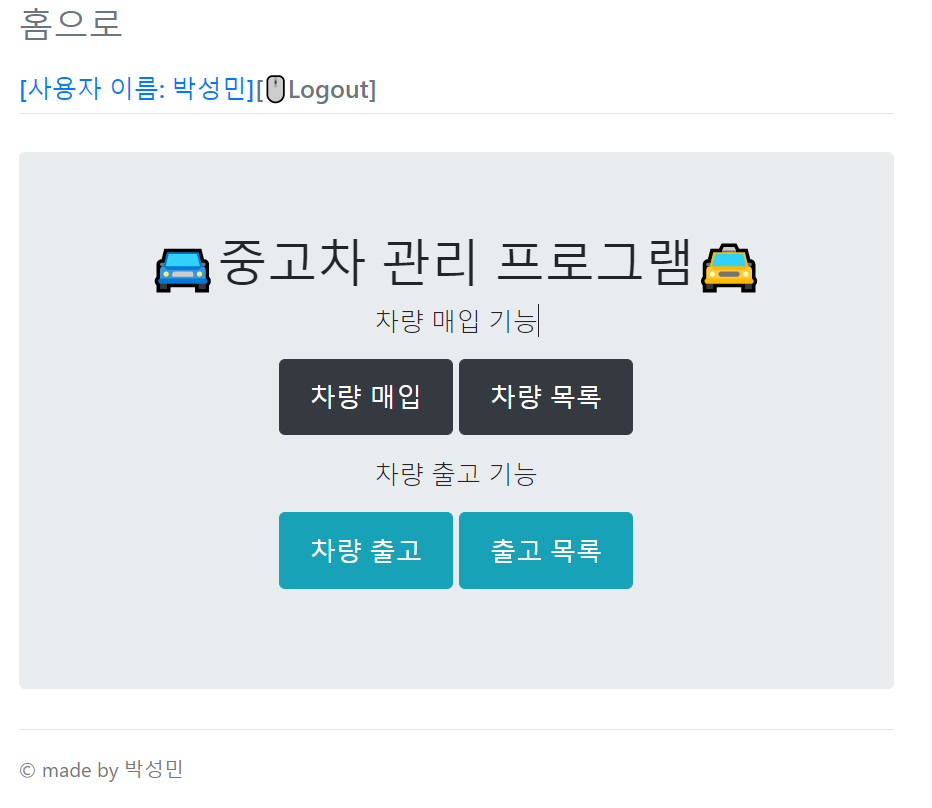 홈으로
[사용자 이름: 박성민][🖱Logout]
🚘중고차 관리 프로그램🚖
차량 매입 기능
차량 매입 차량 목록
차량 출고 기능
차량 출고 출고 목록
© made by 박성민